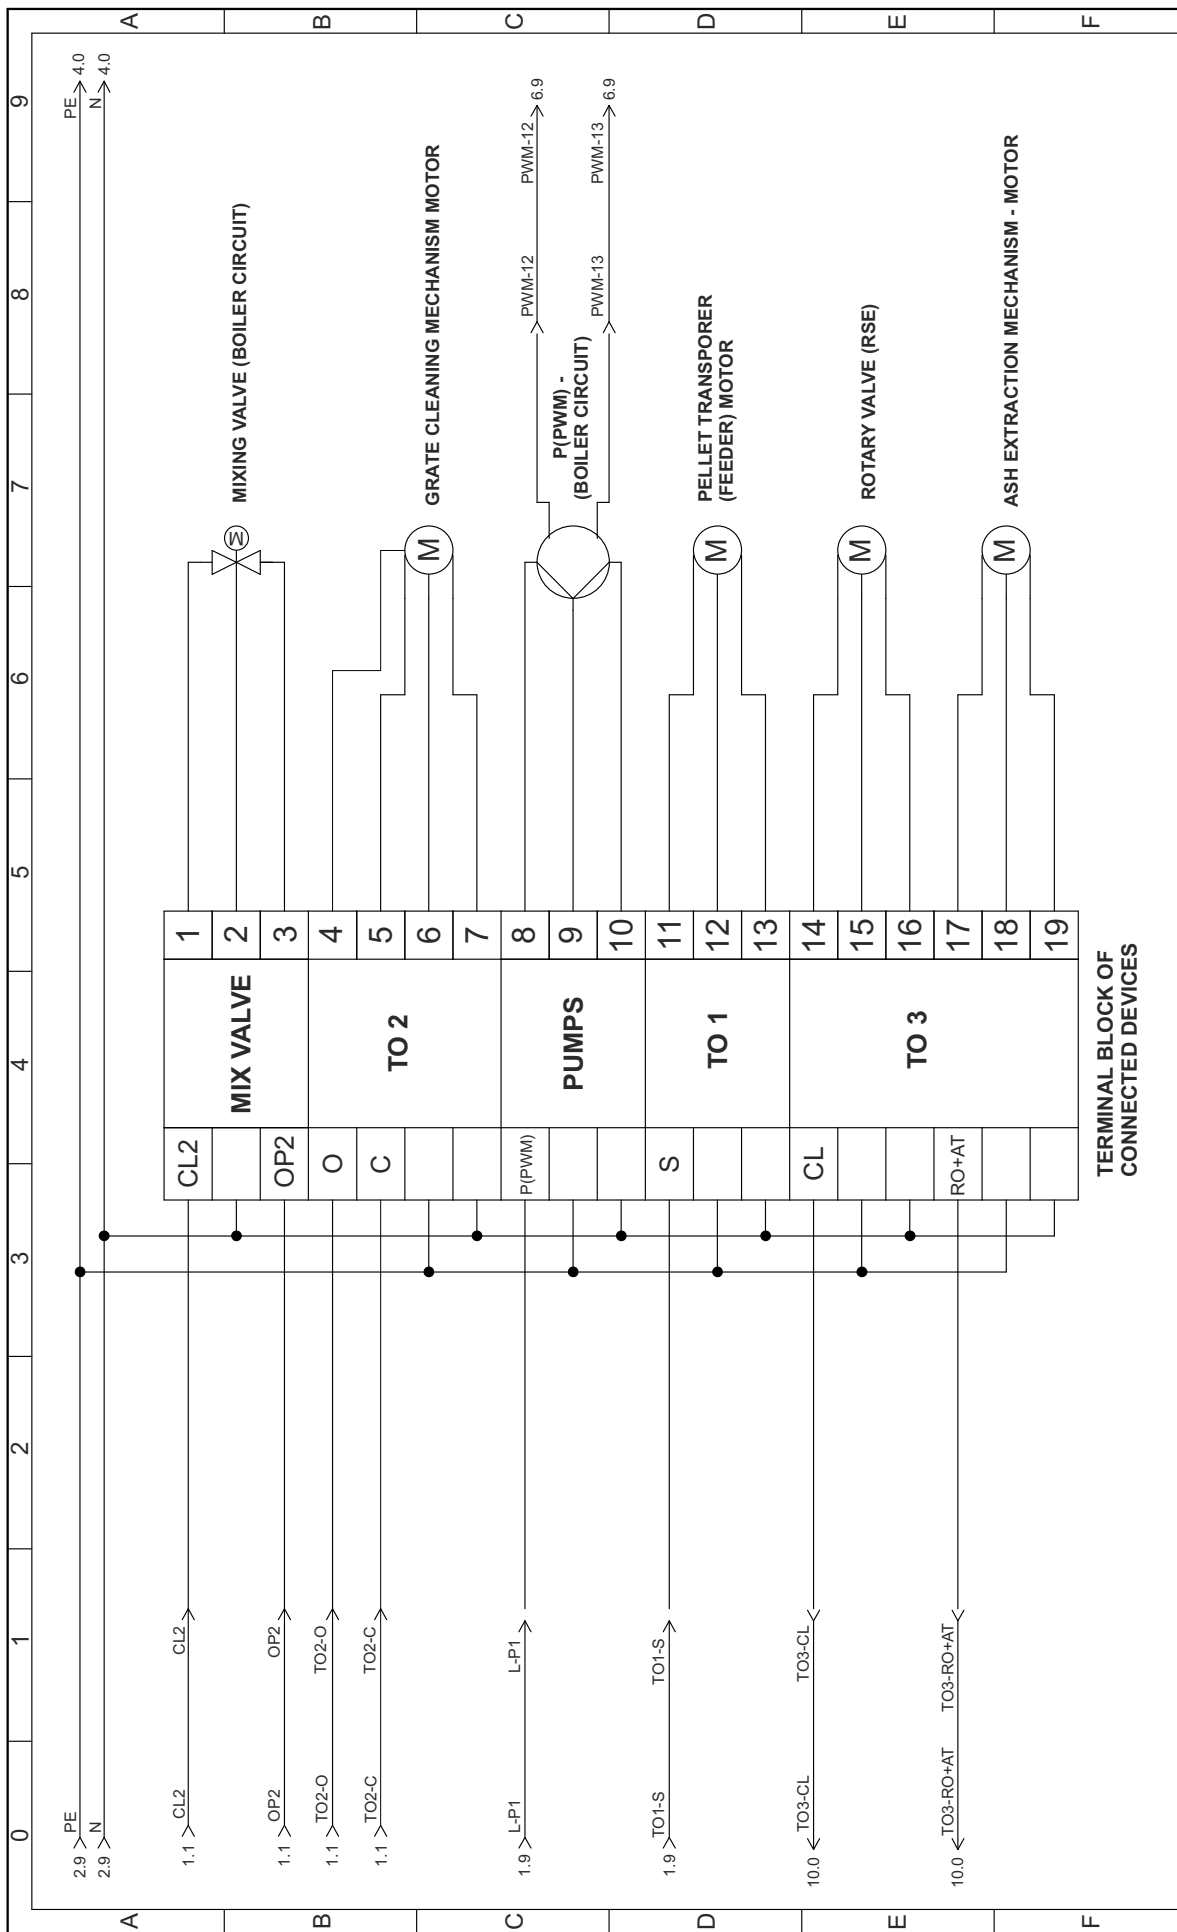 0 1 2 3 4 5 6 7 8 9
A
PE PE
2.9 4.0
N N
2.9 4.0
CL2 CL2 CL2 1
1.1
MIX VALVE
2
MIXING VALVE (BOILER CIRCUIT)
M
OP2 OP2 OP2 3
1.1
B
TO2-O TO2-O O 4
1.1
TO2-C TO2-C C 5
1.1
TO 2
6
M
GRATE CLEANING MECHANISM MOTOR
7
C
L-P1 L-P1 P(PWM) 8
1.9
PWM-12 PWM-12
6.9
PUMPS
9
P(PWM) -
(BOILER CIRCUIT)
10
PWM-13 PWM-13
6.9
D
TO1-S TO1-S S 11
1.9
TO 1
12
M
PELLET TRANSPORER
(FEEDER) MOTOR
13
E
TO3-CL TO3-CL CL 14
10.0
15
M
ROTARY VALVE (RSE)
TO 3
16
TO3-RO+AT TO3-RO+AT RO+AT 17
10.0
18
M
ASH EXTRACTION MECHANISM - MOTOR
19
F
TERMINAL BLOCK OF
CONNECTED DEVICES
A
B
C
D
E
F